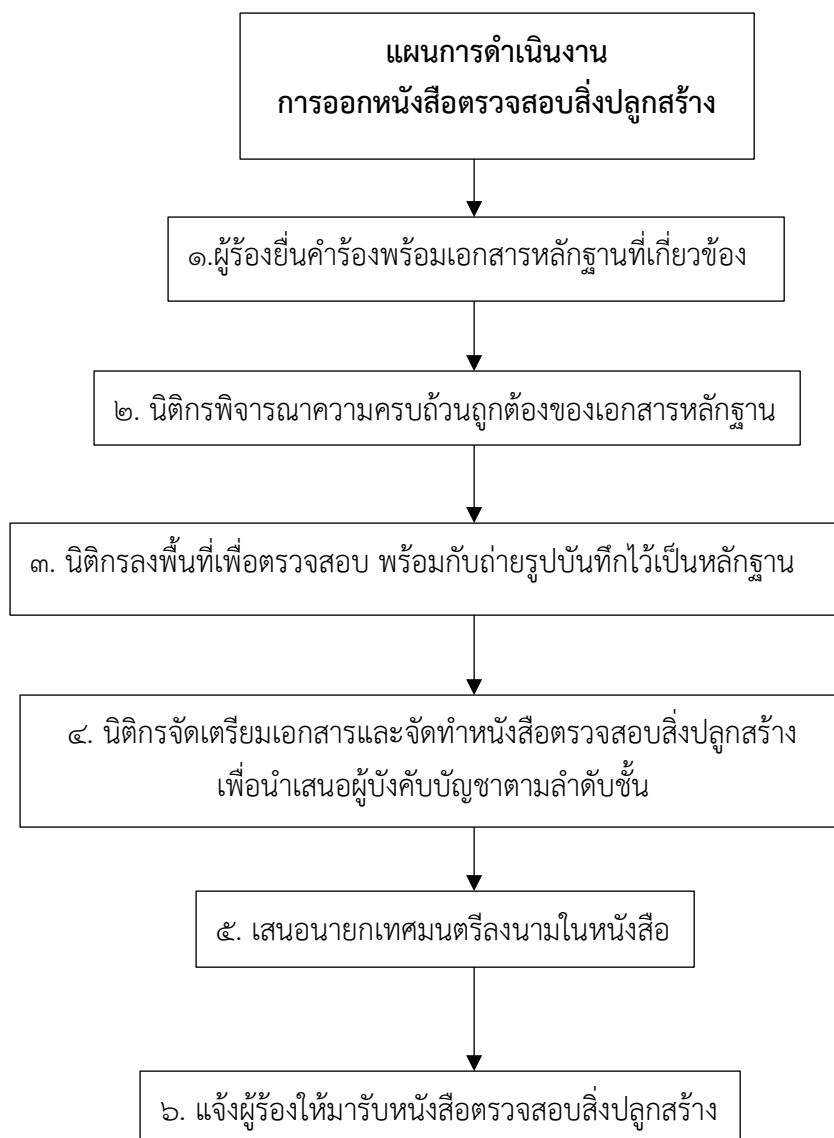 แผนการดำเนินงาน
การออกหนังสือตรวจสอบสิ่งปลูกสร้าง
๑.ผู้ร้องยื่นคำร้องพร้อมเอกสารหลักฐานที่เกี่ยวข้อง
๒. นิติกรพิจารณาความครบถ้วนถูกต้องของเอกสารหลักฐาน
๓. นิติกรลงพื้นที่เพื่อตรวจสอบ พร้อมกับถ่ายรูปบันทึกไว้เป็นหลักฐาน
๔. นิติกรจัดเตรียมเอกสารและจัดทำหนังสือตรวจสอบสิ่งปลูกสร้าง
เพื่อนำเสนอผู้บังคับบัญชาตามลำดับชั้น
๕. เสนอนายกเทศมนตรีลงนามในหนังสือ
๖. แจ้งผู้ร้องให้มารับหนังสือตรวจสอบสิ่งปลูกสร้าง